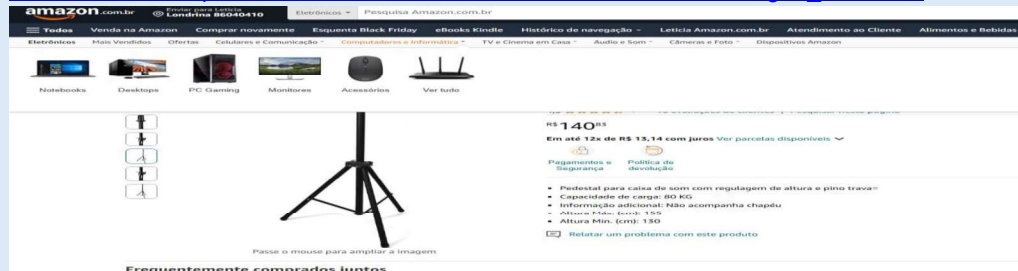 amazon.com.br
Enviar para Leticia
Londrina 86040410
Eletrônicos
Pesquisa Amazon.com.br
Todos
Venda na Amazon
Comprar novamente
Esquenta Black Friday
eBooks Kindle
Histórico de navegação
Leticia Amazon.com.br
Atendimento ao Cliente
Alimentos e Bebidas
Eletrônicos
Mais Vendidos
Ofertas
Celulares e Comunicação
Computadores e Informática
TV e Cinema em Casa
Áudio e Som
Câmeras e Foto
Dispositivos Amazon
Notebooks
Desktops
PC Gaming
Monitores
Acessórios
Ver tudo
R$ 140 83
Em até 12x de R$ 13,14 com juros Ver parcelas disponíveis
Pagamentos e
Segurança
Política de
devolução
• Pedestal para caixa de som com regulagem de altura e pino trava
• Capacidade de carga: 80 KG
• Informação adicional: Não acompanha chapéu
• Altura Máx. (cm): 155
• Altura Min. (cm): 130
Relatar um problema com este produto
Passe o mouse para ampliar a imagem
Frequentemente comprados juntos